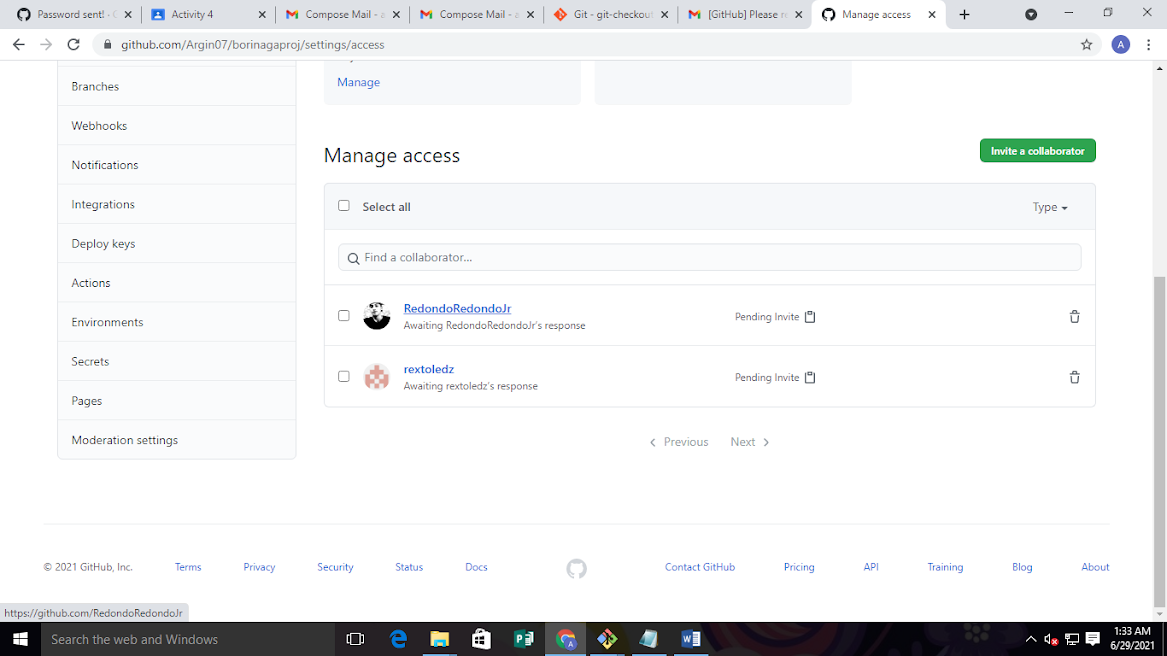 Password sent! - G
Activity 4
Compose Mail - a
Compose Mail - a
Git - git-checkout
[GitHub] Please re
Manage access
github.com/Argin07/borinagaproj/settings/access
A
Branches
Webhooks
Notifications
Integrations
Deploy keys
Actions
Environments
Secrets
Pages
Moderation settings
Manage
Manage access
Invite a collaborator
Select all
Type
Find a collaborator...
RedondoRedondoJr
Awaiting RedondoRedondoJr's response
Pending Invite
rextoledz
Awaiting rextoledz's response
Pending Invite
Previous Next
© 2021 GitHub, Inc. Terms Privacy Security Status Docs Contact GitHub Pricing API Training Blog About
https://github.com/RedondoRedondoJr
Search the web and Windows
1:33 AM
6/29/2021